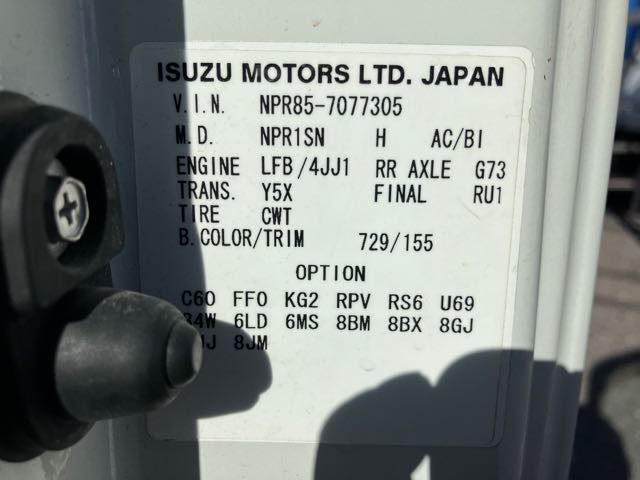 ISUZU MOTORS LTD. JAPAN
V.I.N. NPR85-7077305
M.D. NPR1SN H AC/BI
ENGINE LFB/4JJ1 RR AXLE G73
TRANS. Y5X FINAL RU1
TIRE CWT
B.COLOR/TRIM 729/155
OPTION
C60 FF0 KG2 RPV RS6 U69
6LD 6MS 8BM 8BX 8GJ
8JM